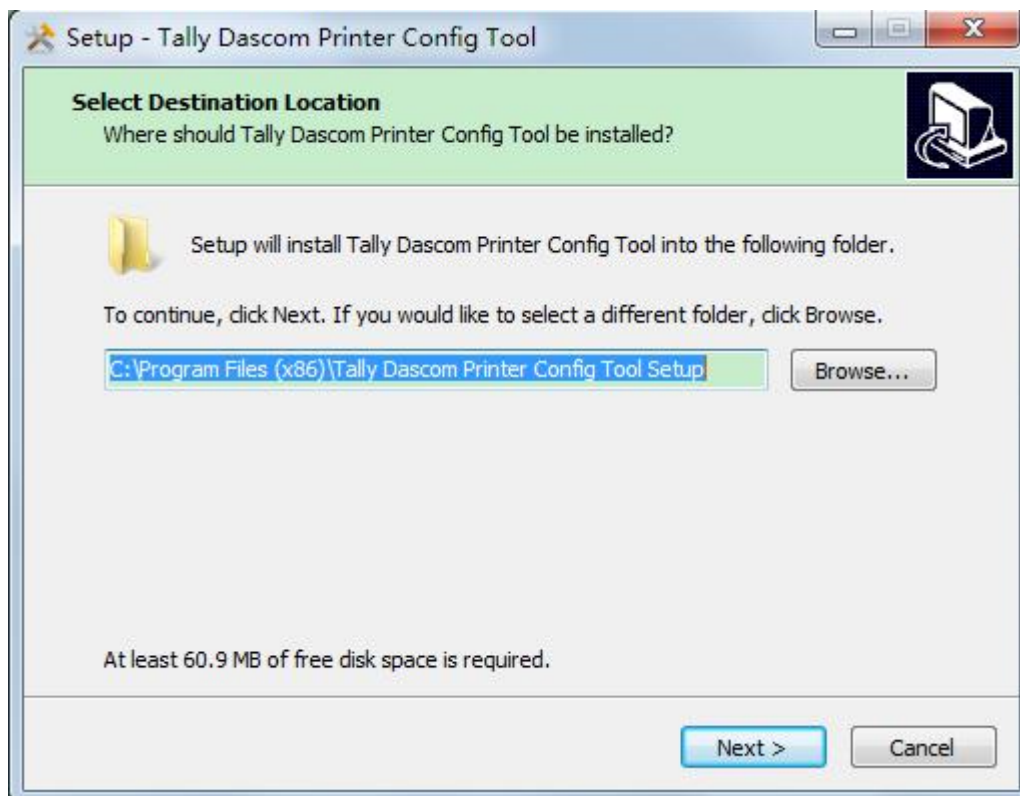 Setup - Tally Dascom Printer Config Tool
Select Destination Location
Where should Tally Dascom Printer Config Tool be installed?
Setup will install Tally Dascom Printer Config Tool into the following folder.
To continue, click Next. If you would like to select a different folder, click Browse.
C:\Program Files (x86)\Tally Dascom Printer Config Tool Setup
Browse...
At least 60.9 MB of free disk space is required.
Next >
Cancel